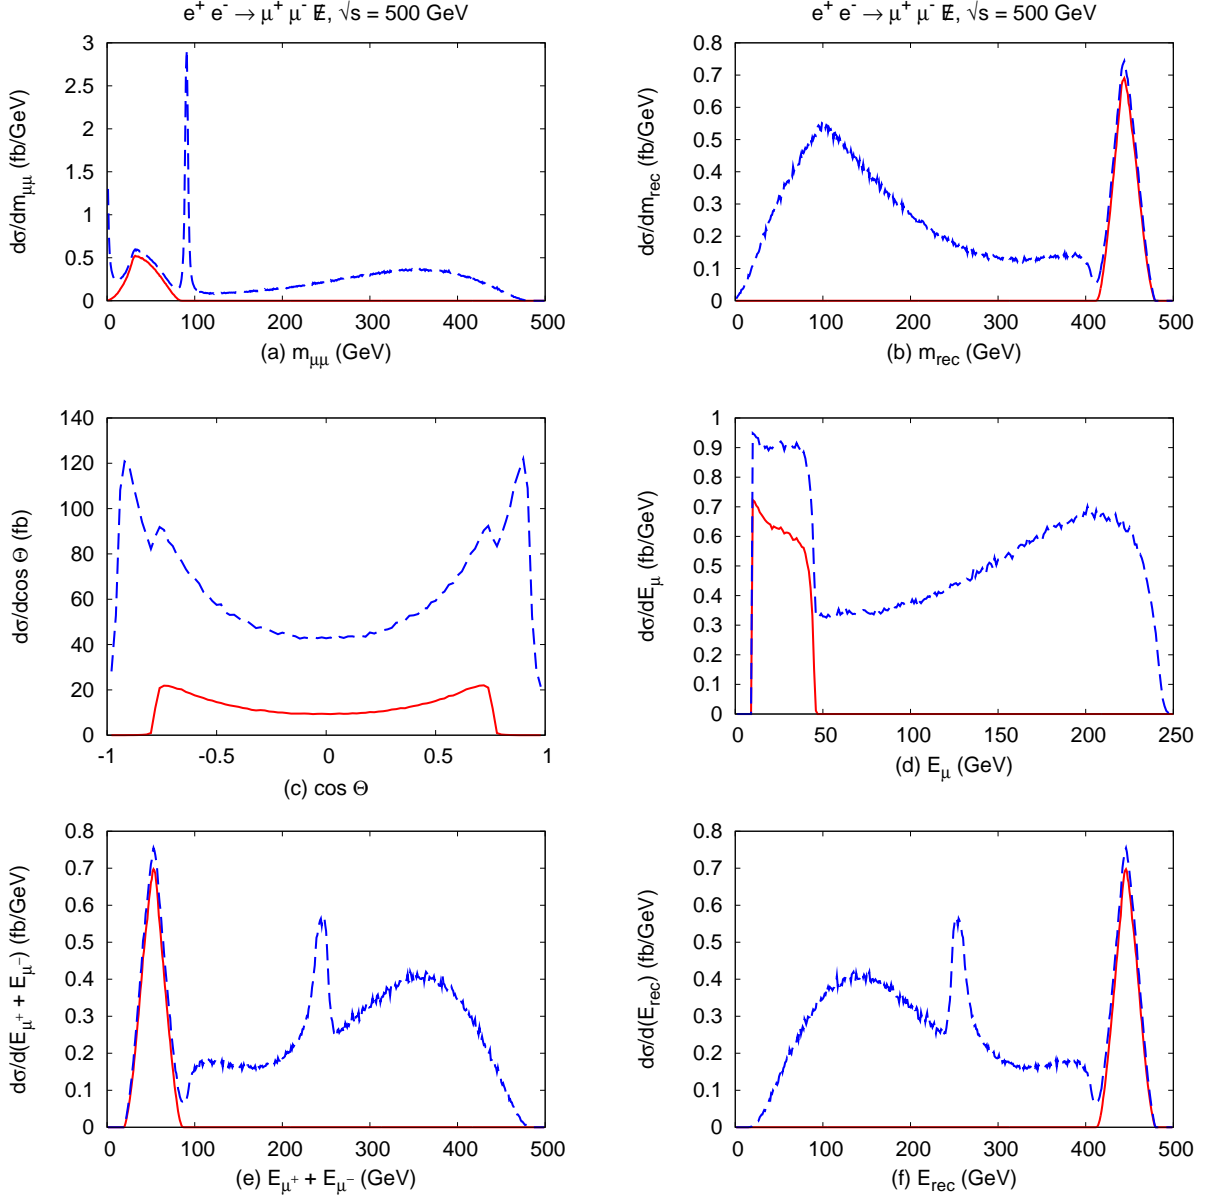 e⁺ e⁻ → μ⁺ μ⁻ E̸, √s = 500 GeV
dσ/dm_μμ (fb/GeV)
3
2.5
2
1.5
1
0.5
0
0 100 200 300 400 500
(a) m_μμ (GeV)
e⁺ e⁻ → μ⁺ μ⁻ E̸, √s = 500 GeV
dσ/dm_rec (fb/GeV)
0.8
0.7
0.6
0.5
0.4
0.3
0.2
0.1
0
0 100 200 300 400 500
(b) m_rec (GeV)
dσ/dcos Θ (fb)
140
120
100
80
60
40
20
0
-1 -0.5 0 0.5 1
(c) cos Θ
dσ/dE_μ (fb/GeV)
1
0.9
0.8
0.7
0.6
0.5
0.4
0.3
0.2
0.1
0
0 50 100 150 200 250
(d) E_μ (GeV)
dσ/d(E_μ⁺ + E_μ⁻) (fb/GeV)
0.8
0.7
0.6
0.5
0.4
0.3
0.2
0.1
0
0 100 200 300 400 500
(e) E_μ⁺ + E_μ⁻ (GeV)
dσ/d(E_rec) (fb/GeV)
0.8
0.7
0.6
0.5
0.4
0.3
0.2
0.1
0
0 100 200 300 400 500
(f) E_rec (GeV)